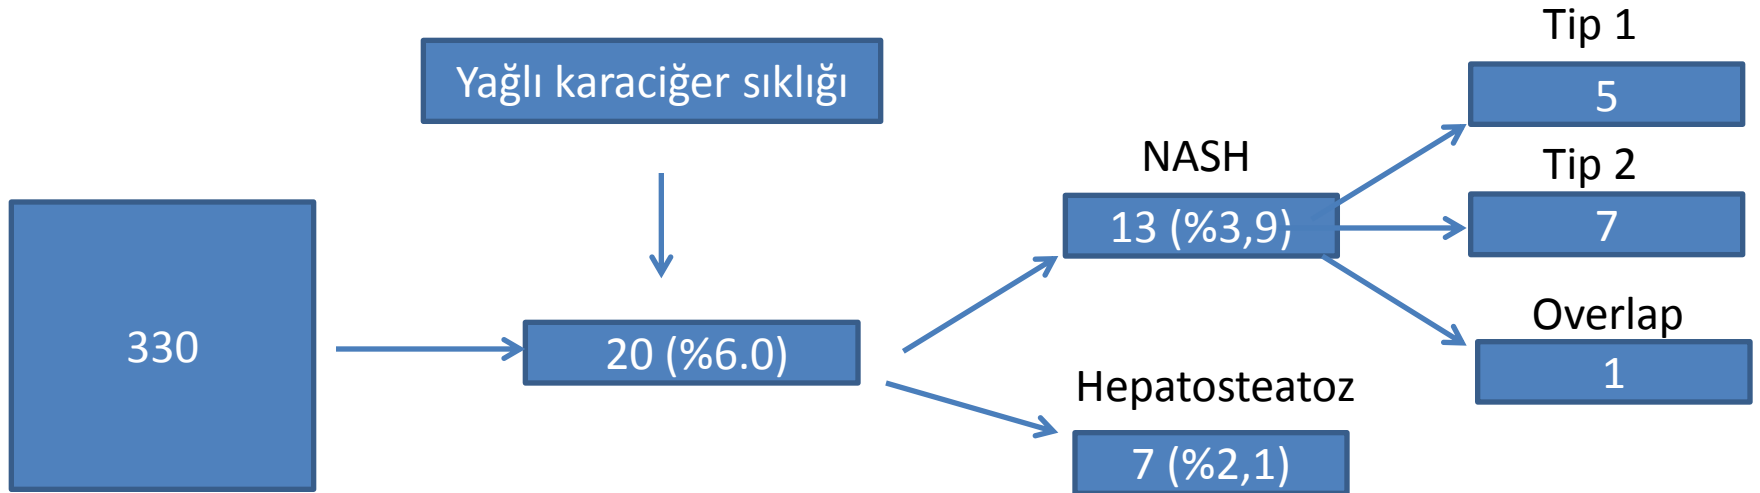 Yağlı karaciğer sıklığı
330
20 (%6.0)
NASH
13 (%3,9)
Hepatosteatoz
7 (%2,1)
Tip 1
5
Tip 2
7
Overlap
1